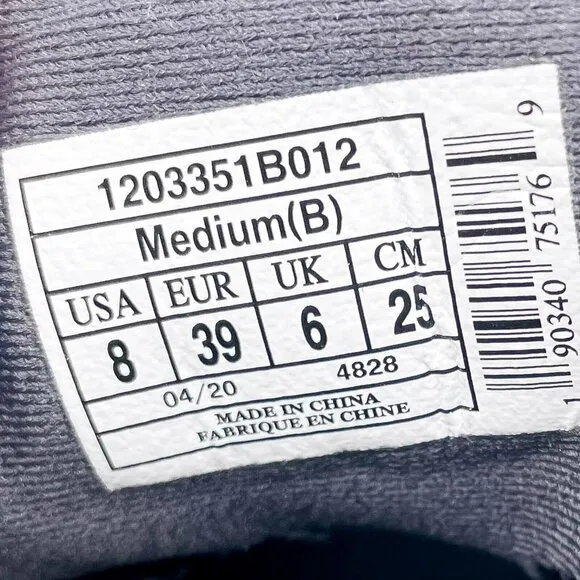 1203351B012
Medium(B)
USA EUR UK CM
8 39 6 25
04/20 4828
MADE IN CHINA
FABRIQUE EN CHINE
1 90340 75176 9